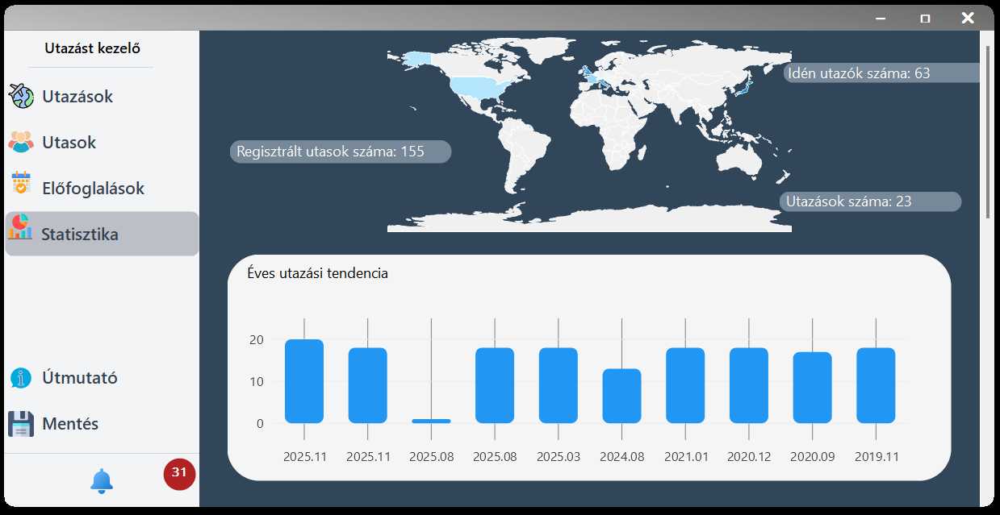 Utazást kezelő
Utazások
Utasok
Előfoglalások
Statisztika
Útmutató
Mentés
31
Idén utazók száma: 63
Regisztrált utasok száma: 155
Utazások száma: 23
Éves utazási tendencia
20
10
0
2025.11 2025.11 2025.08 2025.08 2025.03 2024.08 2021.01 2020.12 2020.09 2019.11